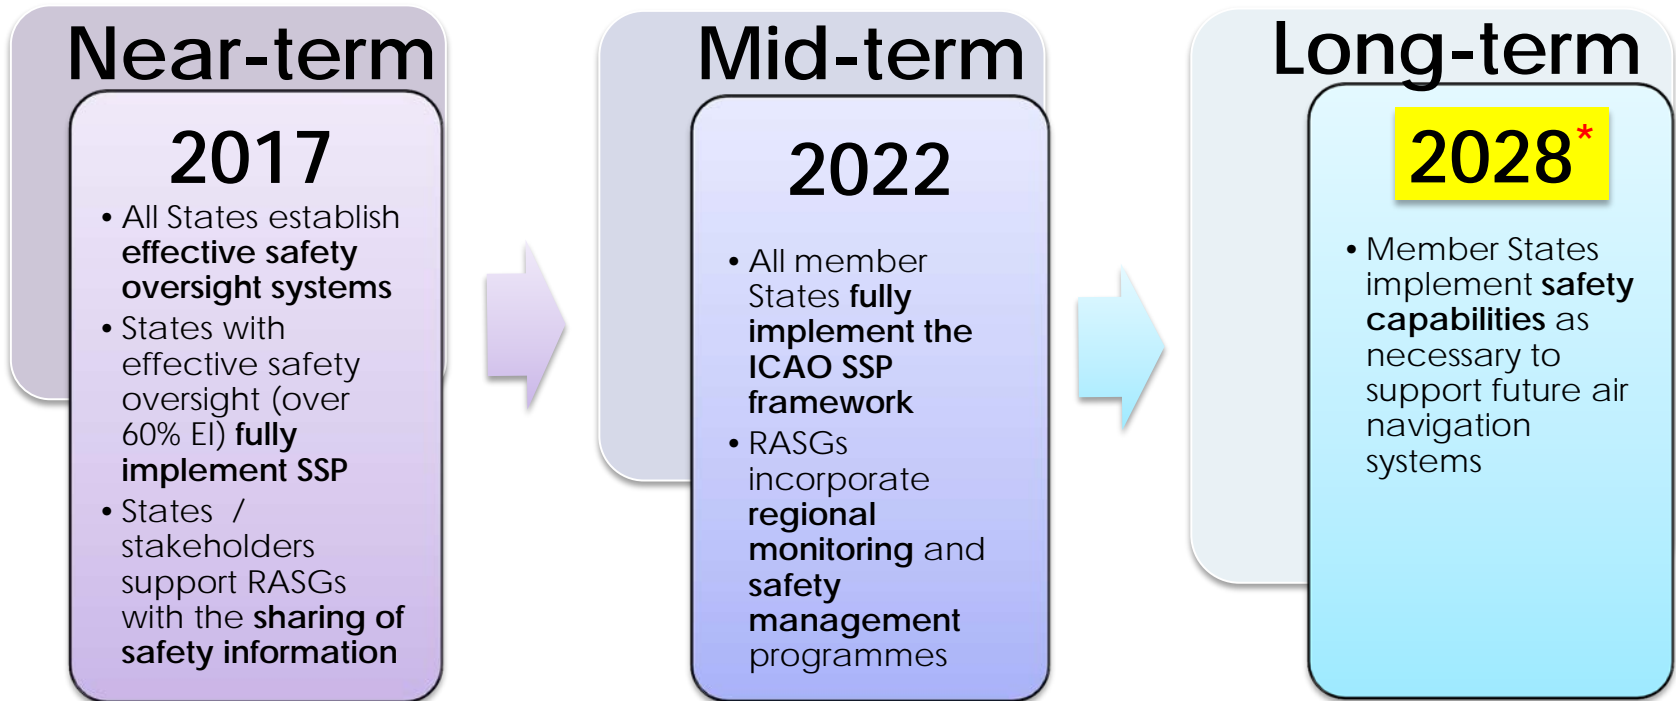 Near-term
2017
• All States establish
effective safety
oversight systems
• States with
effective safety
oversight (over
60% EI) fully
implement SSP
• States  /
stakeholders
support RASGs
with the sharing of
safety information
Mid-term
2022
• All member
States fully
implement the
ICAO SSP
framework
• RASGs
incorporate
regional
monitoring and
safety
management
programmes
Long-term
2028*
• Member States
implement safety
capabilities as
necessary to
support future air
navigation
systems